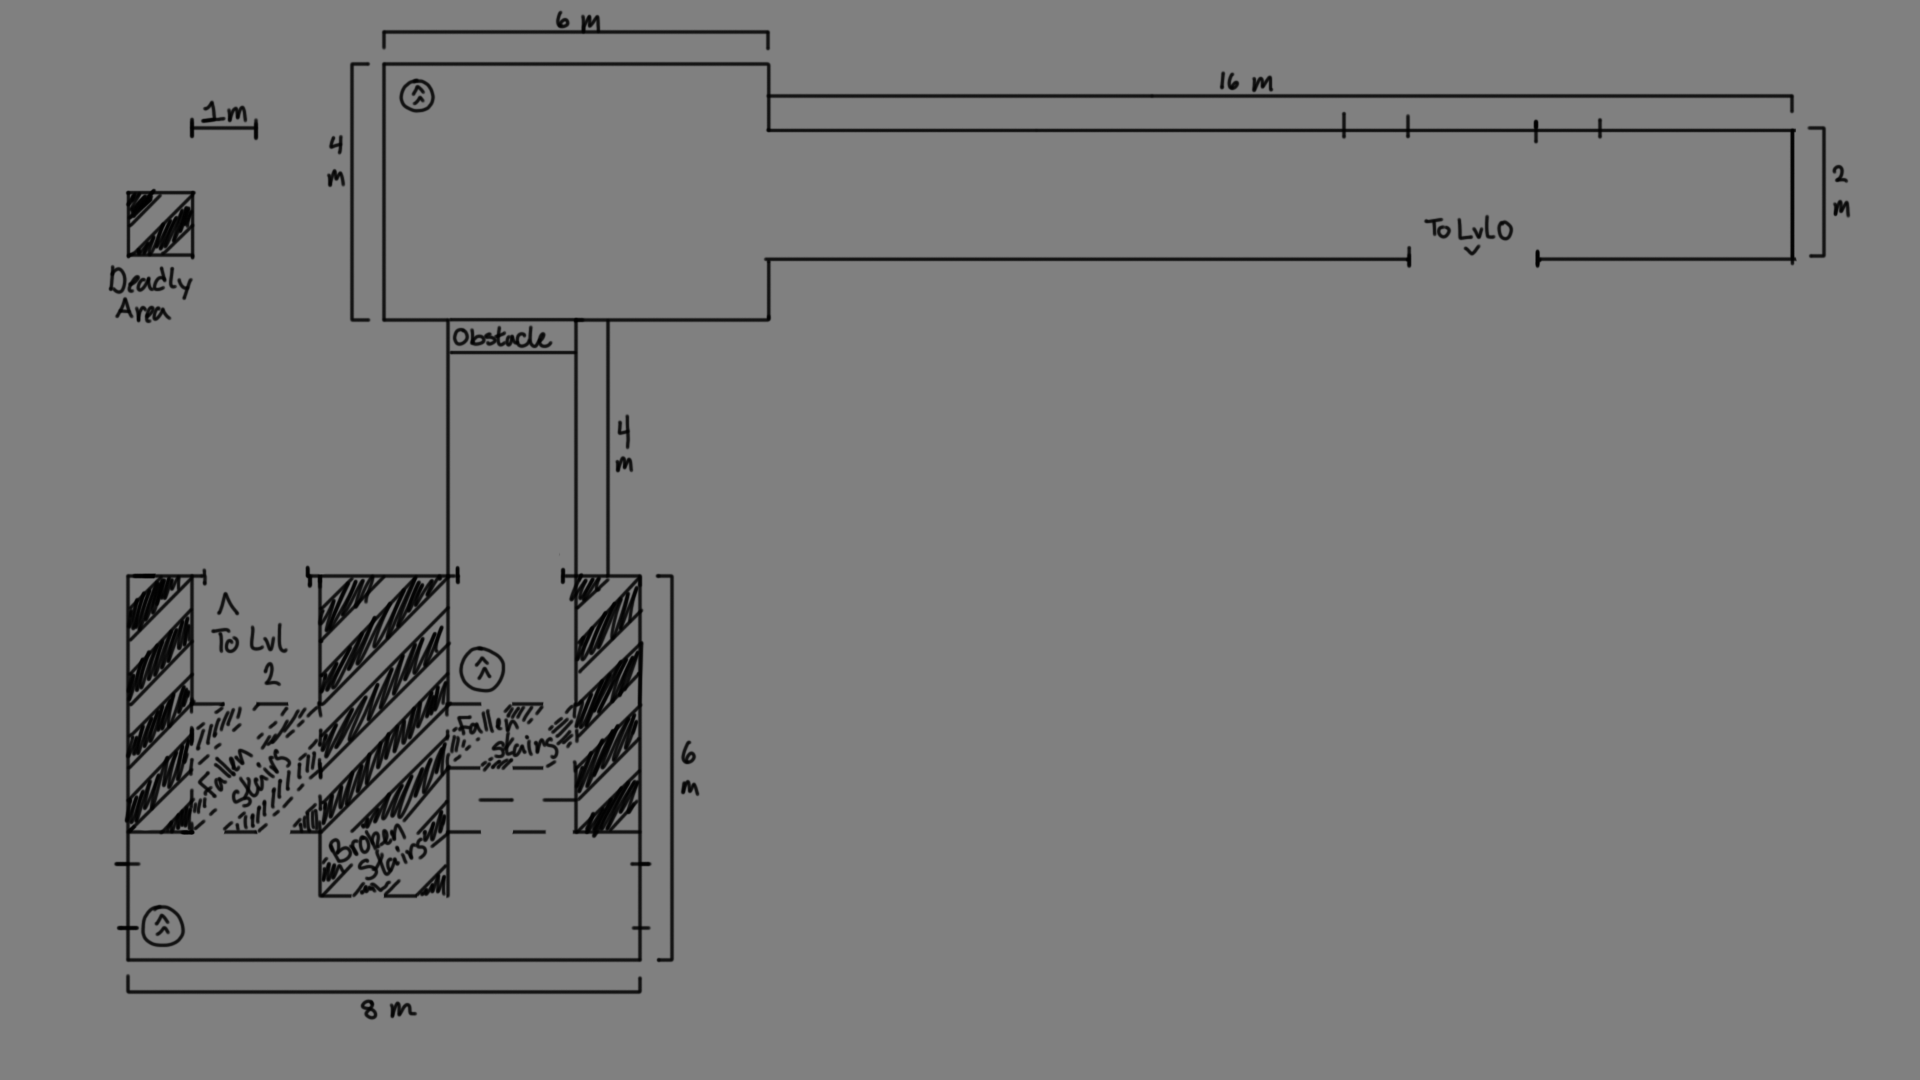 6 m
16 m
1m
4
m
2
m
To Lvl 0
Deadly
Area
Obstacle
4
m
To Lvl
2
Fallen
stairs
Fallen
stairs
6
m
Broken
stairs
8 m